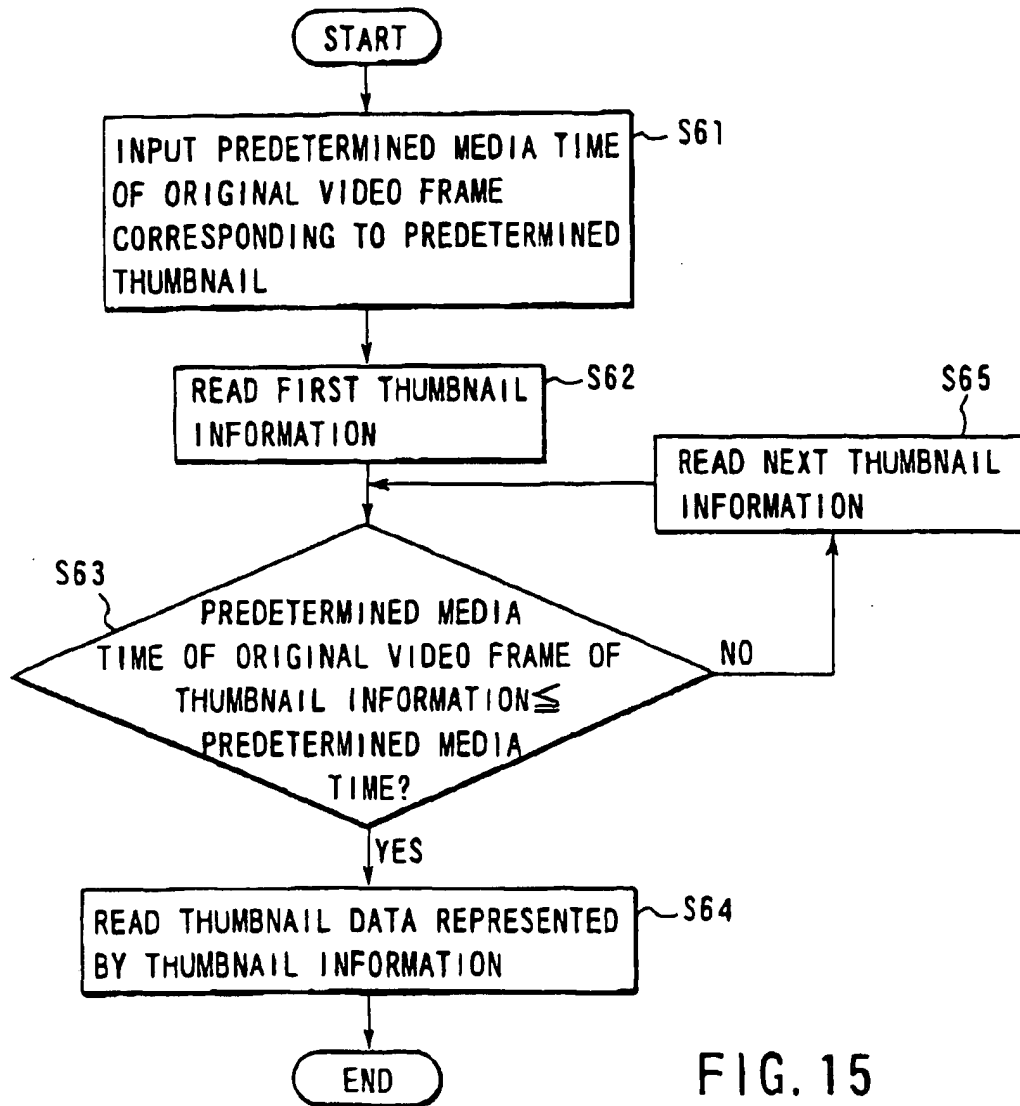 START
INPUT PREDETERMINED MEDIA TIME
OF ORIGINAL VIDEO FRAME
CORRESPONDING TO PREDETERMINED
THUMBNAIL
S61
READ FIRST THUMBNAIL
INFORMATION
S62
S65
READ NEXT THUMBNAIL
INFORMATION
S63
PREDETERMINED MEDIA
TIME OF ORIGINAL VIDEO FRAME OF
THUMBNAIL INFORMATION≦
PREDETERMINED MEDIA
TIME?
NO
YES
READ THUMBNAIL DATA REPRESENTED
BY THUMBNAIL INFORMATION
S64
END
FIG. 15